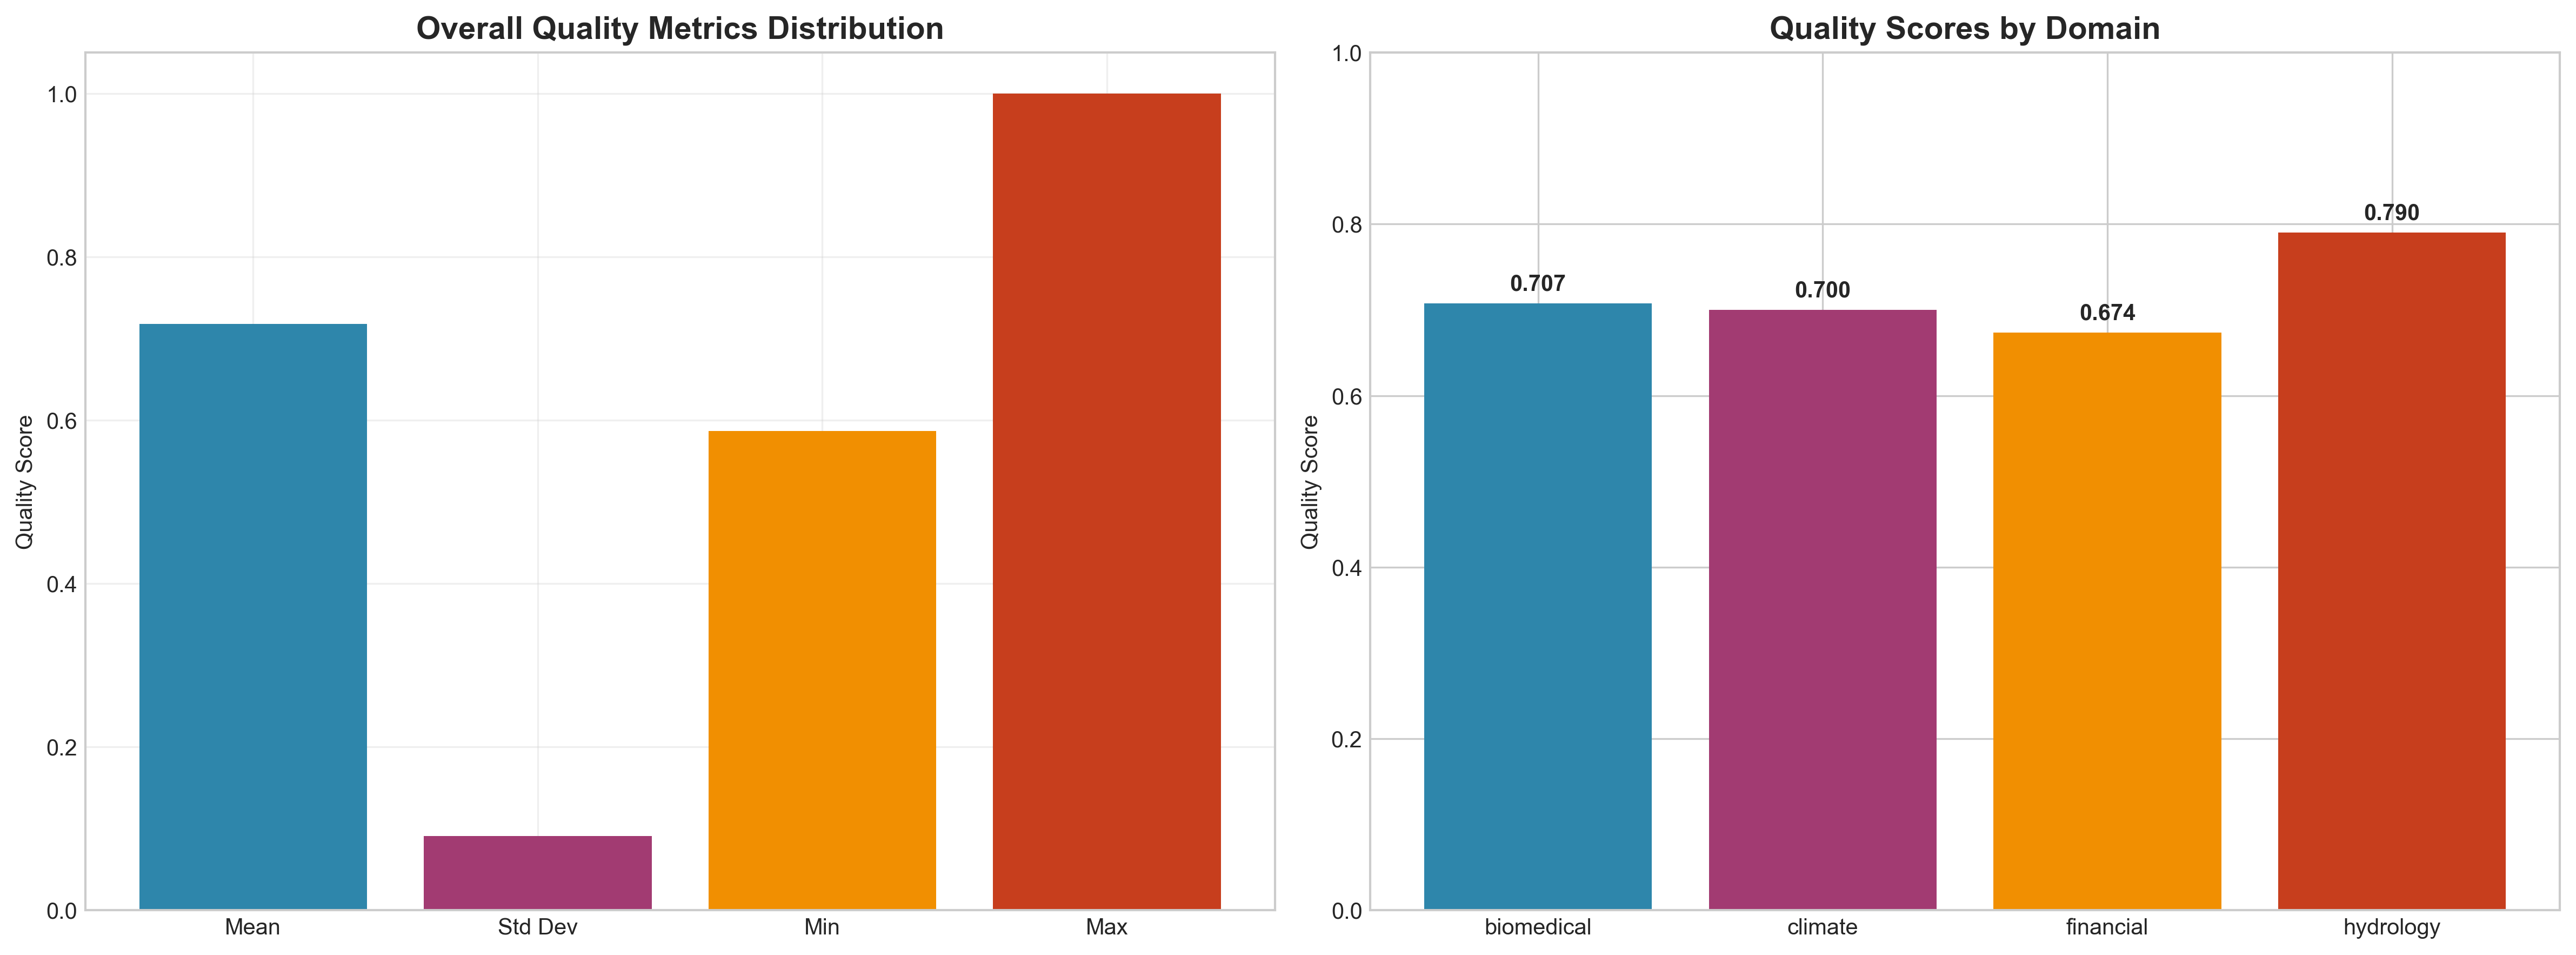 Overall Quality Metrics Distribution
Quality Score
1.0
0.8
0.6
0.4
0.2
0.0
Mean Std Dev Min Max
Quality Scores by Domain
Quality Score
1.0
0.8
0.6
0.4
0.2
0.0
0.707 0.700 0.674 0.790
biomedical climate financial hydrology